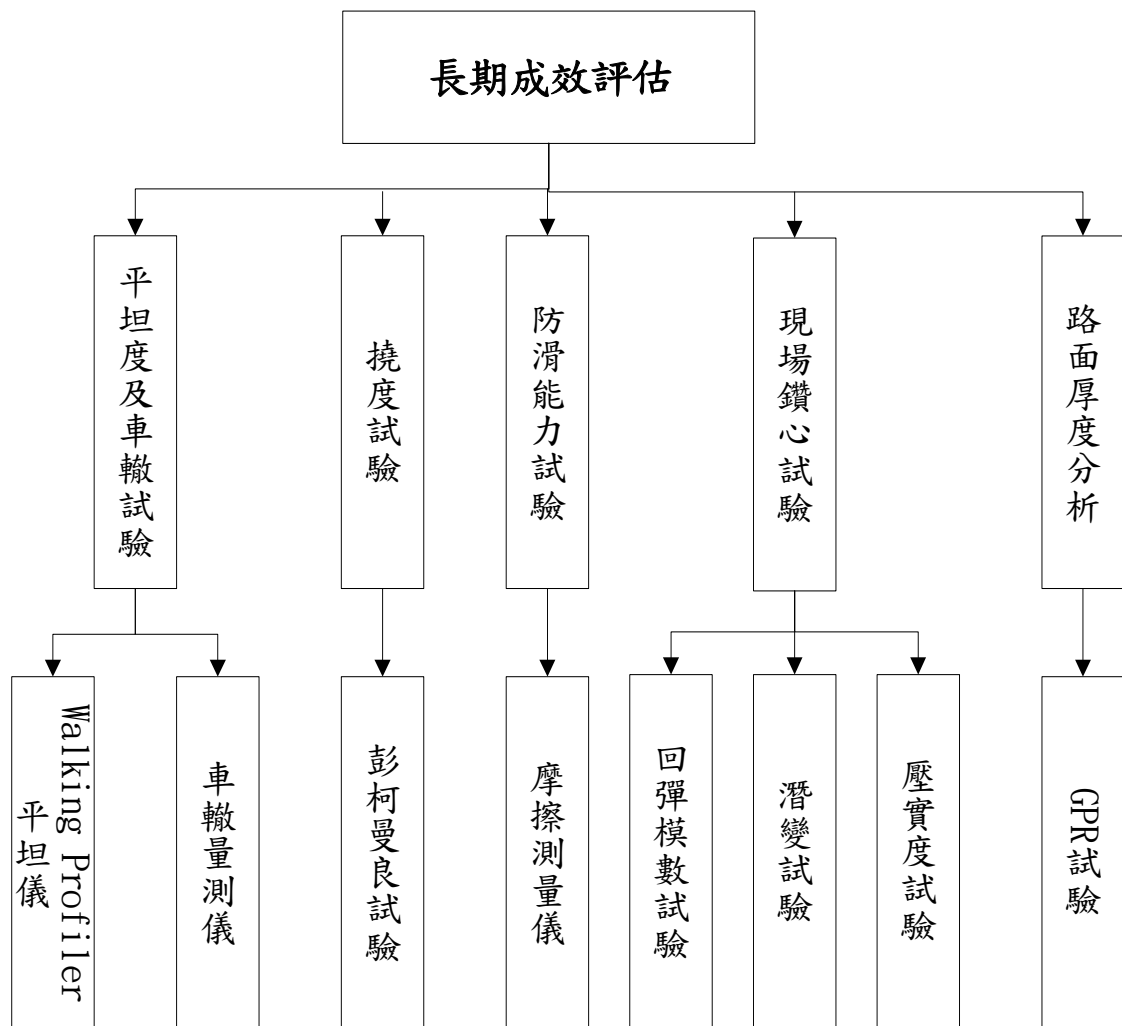 長期成效評估
平坦度及車轍試驗
撓度試驗
防滑能力試驗
現場鑽心試驗
路面厚度分析
Walking Profiler
平坦儀
車轍量測儀
彭柯曼良試驗
摩擦測量儀
回彈模數試驗
潛變試驗
壓實度試驗
GPR試驗